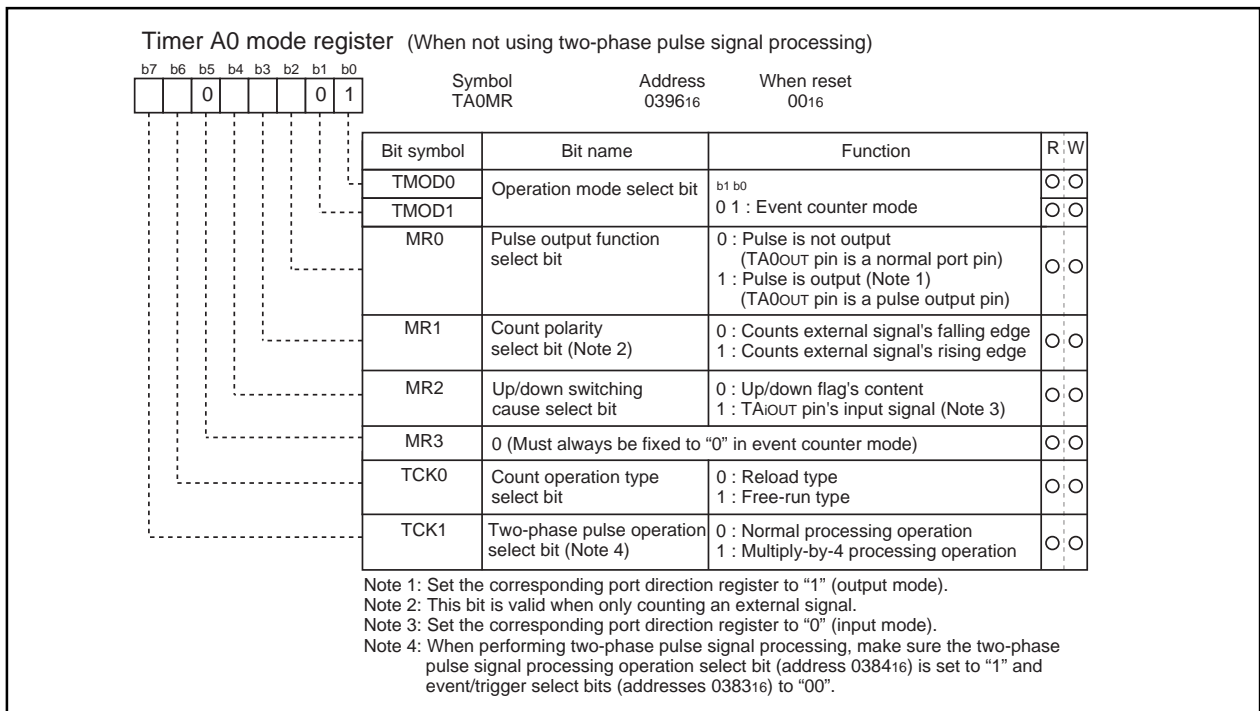 Timer A0 mode register (When not using two-phase pulse signal processing)
b7 b6 b5 b4 b3 b2 b1 b0
0 0 1
Symbol Address When reset
TA0MR 039616 0016
Bit symbol Bit name Function R W
TMOD0 Operation mode select bit b1 b0
TMOD1 0 1 : Event counter mode
MR0 Pulse output function 0 : Pulse is not output
select bit (TA0OUT pin is a normal port pin)
1 : Pulse is output (Note 1)
(TA0OUT pin is a pulse output pin)
MR1 Count polarity 0 : Counts external signal's falling edge
select bit (Note 2) 1 : Counts external signal's rising edge
MR2 Up/down switching 0 : Up/down flag's content
cause select bit 1 : TAiOUT pin's input signal (Note 3)
MR3 0 (Must always be fixed to “0” in event counter mode)
TCK0 Count operation type 0 : Reload type
select bit 1 : Free-run type
TCK1 Two-phase pulse operation 0 : Normal processing operation
select bit (Note 4) 1 : Multiply-by-4 processing operation
Note 1: Set the corresponding port direction register to “1” (output mode).
Note 2: This bit is valid when only counting an external signal.
Note 3: Set the corresponding port direction register to “0” (input mode).
Note 4: When performing two-phase pulse signal processing, make sure the two-phase
pulse signal processing operation select bit (address 038416) is set to “1” and
event/trigger select bits (addresses 038316) to “00”.